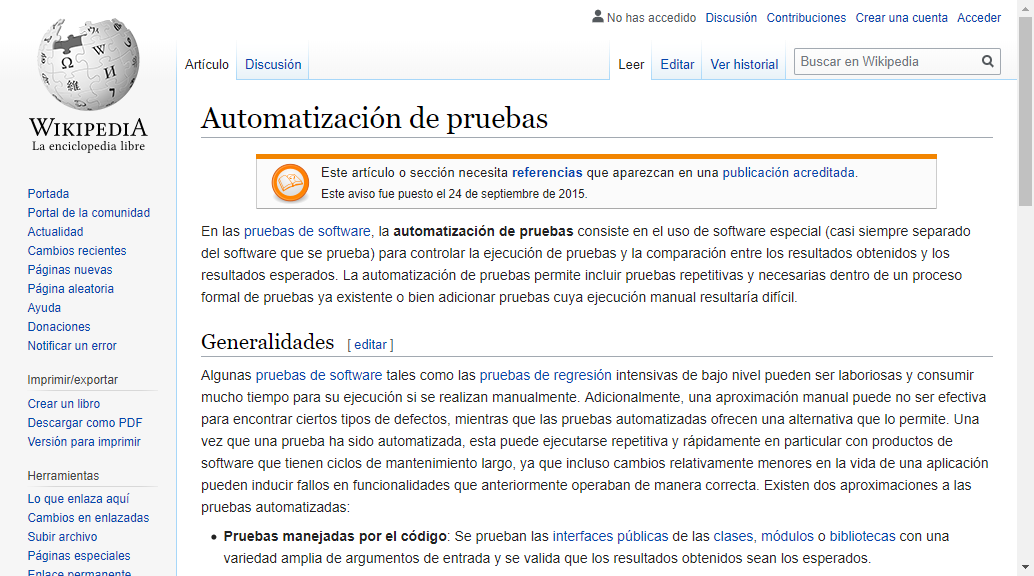 No has accedido Discusión Contribuciones Crear una cuenta Acceder
Artículo Discusión Leer Editar Ver historial Buscar en Wikipedia
WIKIPEDIA
La enciclopedia libre
Portada
Portal de la comunidad
Actualidad
Cambios recientes
Páginas nuevas
Página aleatoria
Ayuda
Donaciones
Notificar un error
Imprimir/exportar
Crear un libro
Descargar como PDF
Versión para imprimir
Herramientas
Lo que enlaza aquí
Cambios en enlazadas
Subir archivo
Páginas especiales
Enlace permanente
Automatización de pruebas
Este artículo o sección necesita referencias que aparezcan en una publicación acreditada.
Este aviso fue puesto el 24 de septiembre de 2015.
En las pruebas de software, la automatización de pruebas consiste en el uso de software especial (casi siempre separado
del software que se prueba) para controlar la ejecución de pruebas y la comparación entre los resultados obtenidos y los
resultados esperados. La automatización de pruebas permite incluir pruebas repetitivas y necesarias dentro de un proceso
formal de pruebas ya existente o bien adicionar pruebas cuya ejecución manual resultaría difícil.
Generalidades [ editar ]
Algunas pruebas de software tales como las pruebas de regresión intensivas de bajo nivel pueden ser laboriosas y consumir
mucho tiempo para su ejecución si se realizan manualmente. Adicionalmente, una aproximación manual puede no ser efectiva
para encontrar ciertos tipos de defectos, mientras que las pruebas automatizadas ofrecen una alternativa que lo permite. Una
vez que una prueba ha sido automatizada, esta puede ejecutarse repetitiva y rápidamente en particular con productos de
software que tienen ciclos de mantenimiento largo, ya que incluso cambios relativamente menores en la vida de una aplicación
pueden inducir fallos en funcionalidades que anteriormente operaban de manera correcta. Existen dos aproximaciones a las
pruebas automatizadas:
• Pruebas manejadas por el código: Se prueban las interfaces públicas de las clases, módulos o bibliotecas con una
variedad amplia de argumentos de entrada y se valida que los resultados obtenidos sean los esperados.